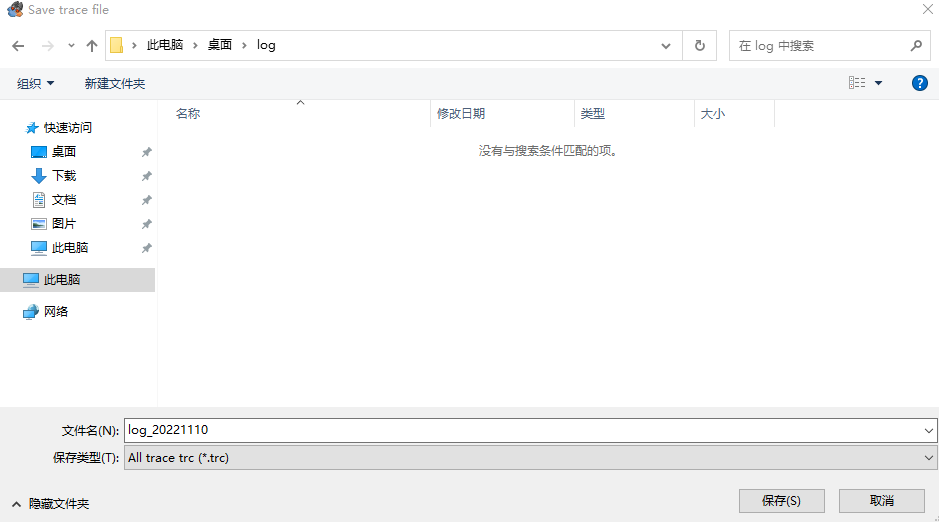 Save trace file
此电脑 > 桌面 > log
在 log 中搜索
组织 新建文件夹
名称 修改日期 类型 大小
没有与搜索条件匹配的项。
快速访问
桌面
下载
文档
图片
此电脑
此电脑
网络
文件名(N): log_20221110
保存类型(T): All trace trc (*.trc)
隐藏文件夹 保存(S) 取消